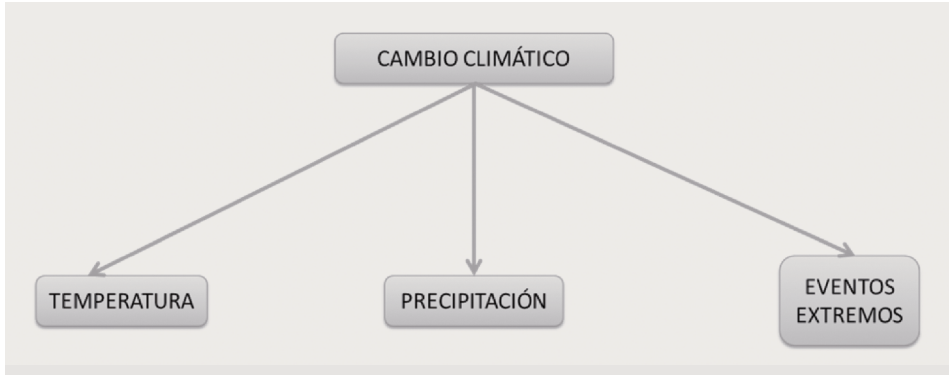 CAMBIO CLIMÁTICO
TEMPERATURA
PRECIPITACIÓN
EVENTOS
EXTREMOS